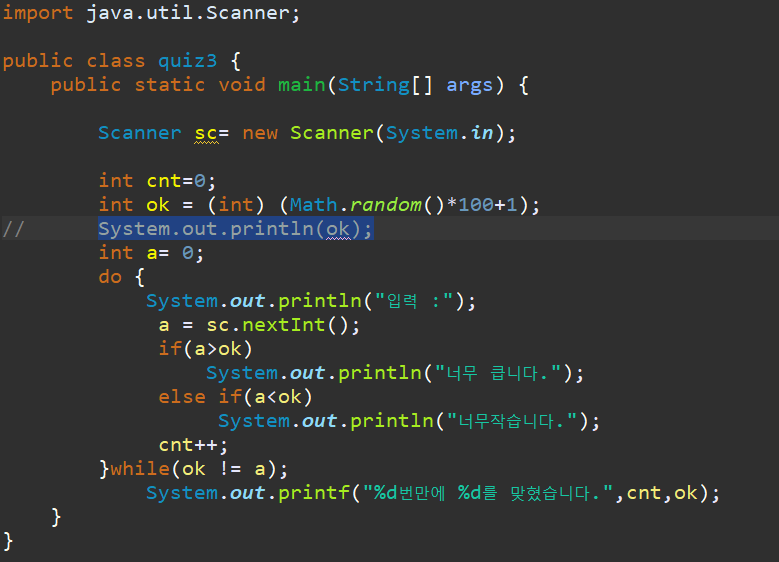 import java.util.Scanner;
public class quiz3 {
public static void main(String[] args) {
Scanner sc= new Scanner(System.in);
int cnt=0;
int ok = (int) (Math.random()*100+1);
// System.out.println(ok);
int a= 0;
do {
System.out.println("입력 :");
a = sc.nextInt();
if(a>ok)
System.out.println("너무 큽니다.");
else if(a<ok)
System.out.println("너무작습니다.");
cnt++;
}while(ok != a);
System.out.printf("%d번만에 %d를 맞혔습니다.",cnt,ok);
}
}